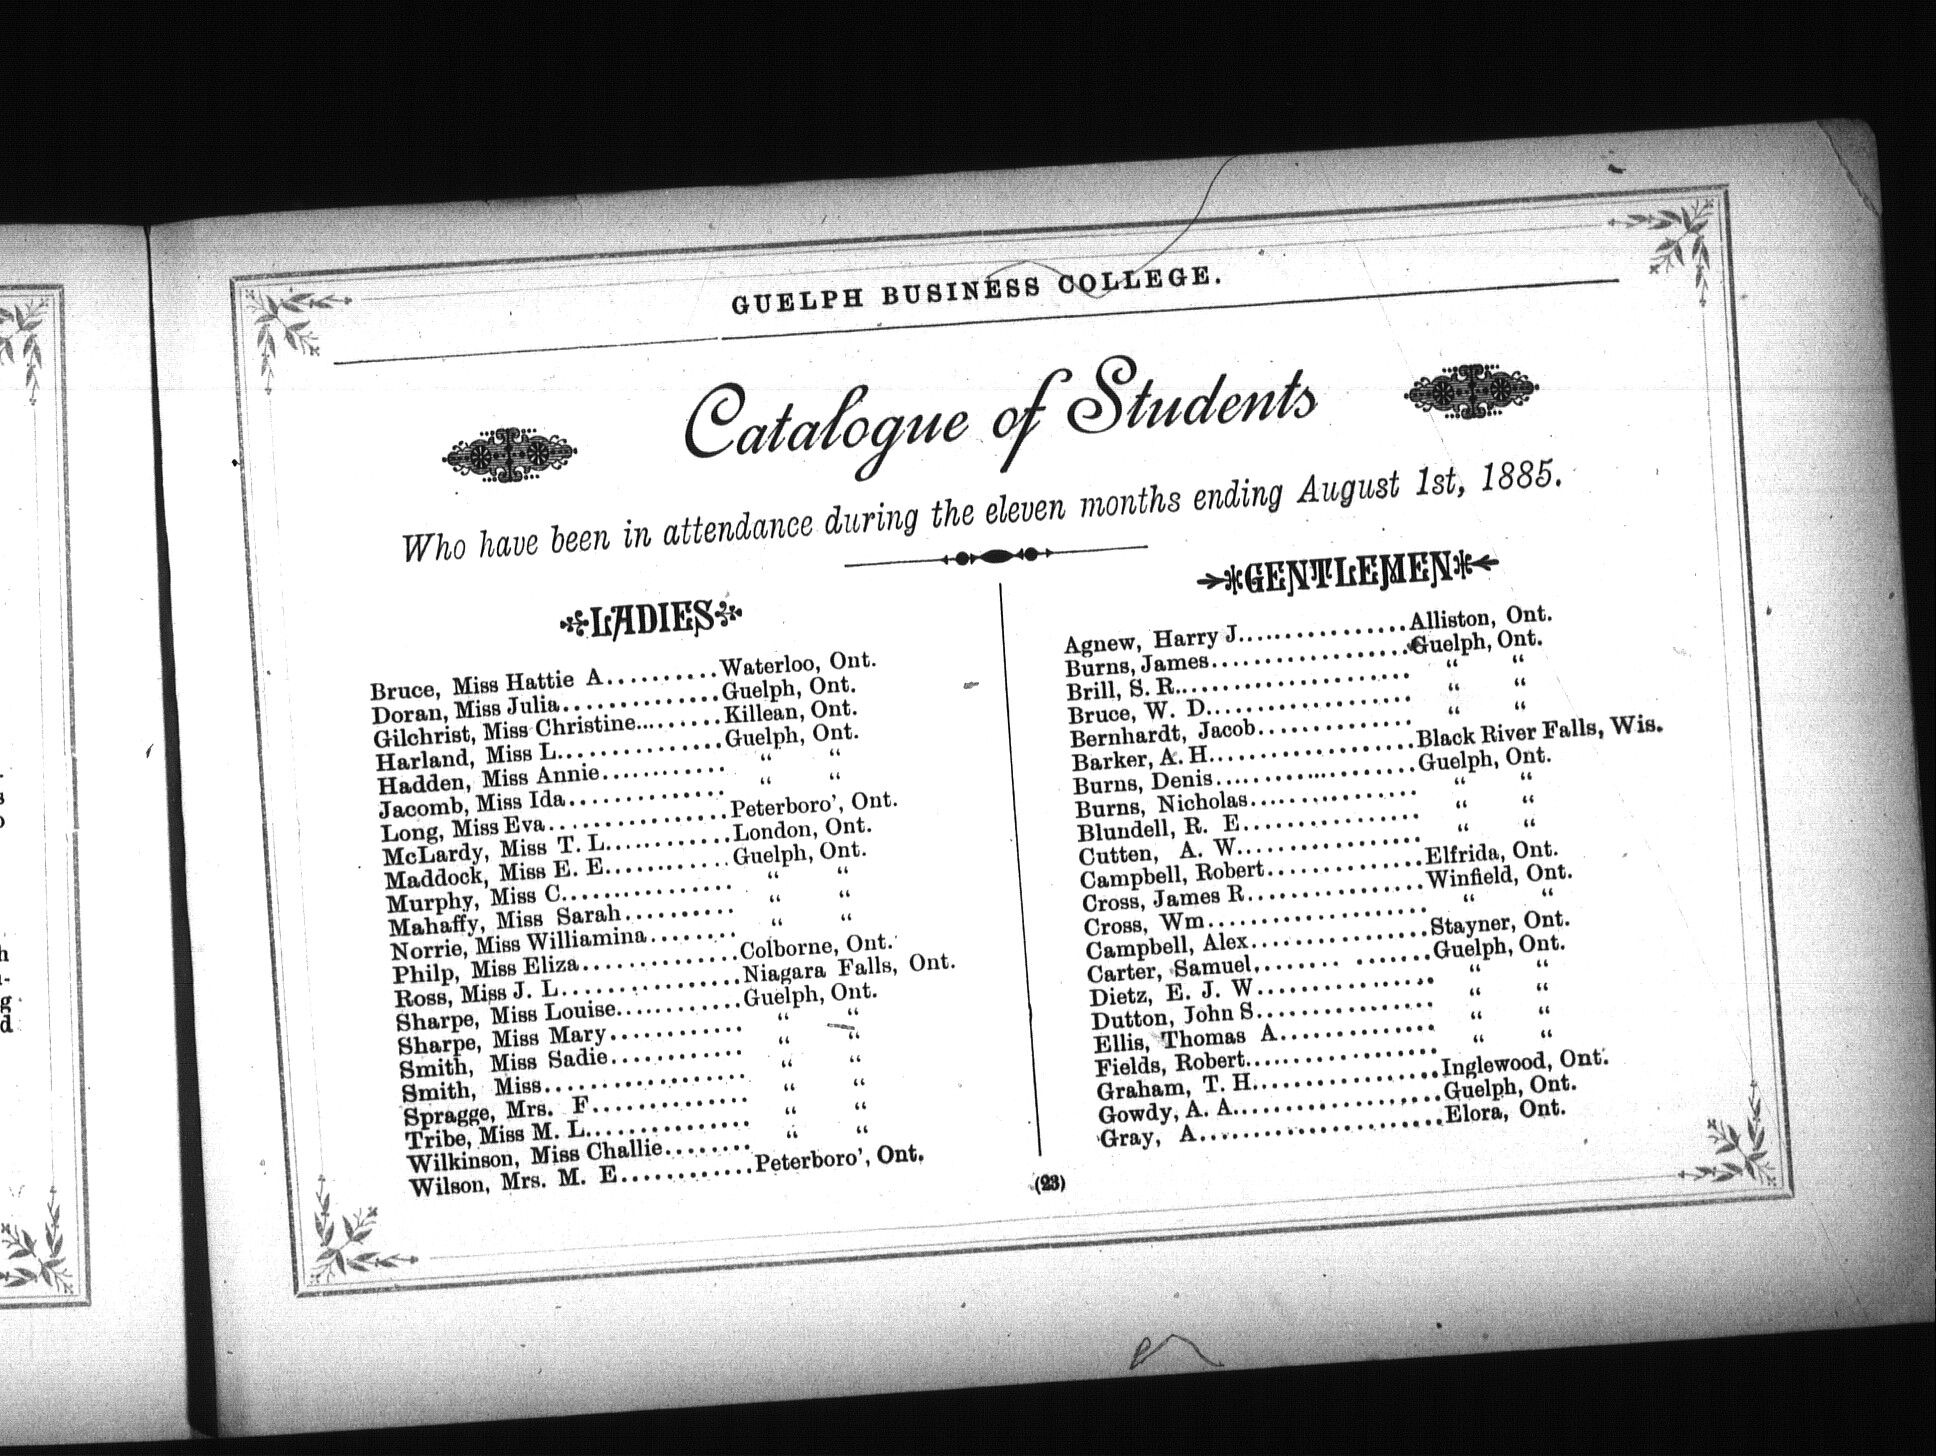 GUELPH BUSINESS COLLEGE.
Catalogue of Students
Who have been in attendance during the eleven months ending August 1st, 1885.
LADIES
Bruce, Miss Hattie A..........Waterloo, Ont.
Doran, Miss Julia..............Guelph, Ont.
Gilchrist, Miss Christine.........Killean, Ont.
Harland, Miss L................Guelph, Ont.
Hadden, Miss Annie............ “ “
Jacomb, Miss Ida............... “ “
Long, Miss Eva.................Peterboro', Ont.
McLardy, Miss T. L............London, Ont.
Maddock, Miss E. E............Guelph, Ont.
Murphy, Miss C................ “ “
Mahaffy, Miss Sarah.......... “ “
Norrie, Miss Williamina........ “ “
Philp, Miss Eliza...............Colborne, Ont.
Ross, Miss J. L.................Niagara Falls, Ont.
Sharpe, Miss Louise............Guelph, Ont.
Sharpe, Miss Mary............. “ “
Smith, Miss Sadie............. “ “
Smith, Miss................... “ “
Spragge, Mrs. F............... “ “
Tribe, Miss M. L................ “ “
Wilkinson, Miss Challie........ “ “
Wilson, Mrs. M. E............Peterboro', Ont.
GENTLEMEN
Agnew, Harry J................Alliston, Ont.
Burns, James...................Guelph, Ont.
Brill, S. R...................... “ “
Bruce, W. D.................... “ “
Bernhardt, Jacob............... “ “
Barker, A. H....................Black River Falls, Wis.
Burns, Denis....................Guelph, Ont.
Burns, Nicholas................ “ “
Blundell, R. E................. “ “
Cutten, A. W.................. “ “
Campbell, Robert...............Elfrida, Ont.
Cross, James R.................Winfield, Ont.
Cross, Wm..................... “ “
Campbell, Alex.................Stayner, Ont.
Carter, Samuel........ .......Guelph, Ont.
Dietz, E. J. W................. “ “
Dutton, John S................. “ “
Ellis, Thomas A............... “ “
Fields, Robert.................. “ “
Graham, T. H..................Inglewood, Ont.
Gowdy, A. A....................Guelph, Ont.
Gray, A.......................Elora, Ont.
(23)